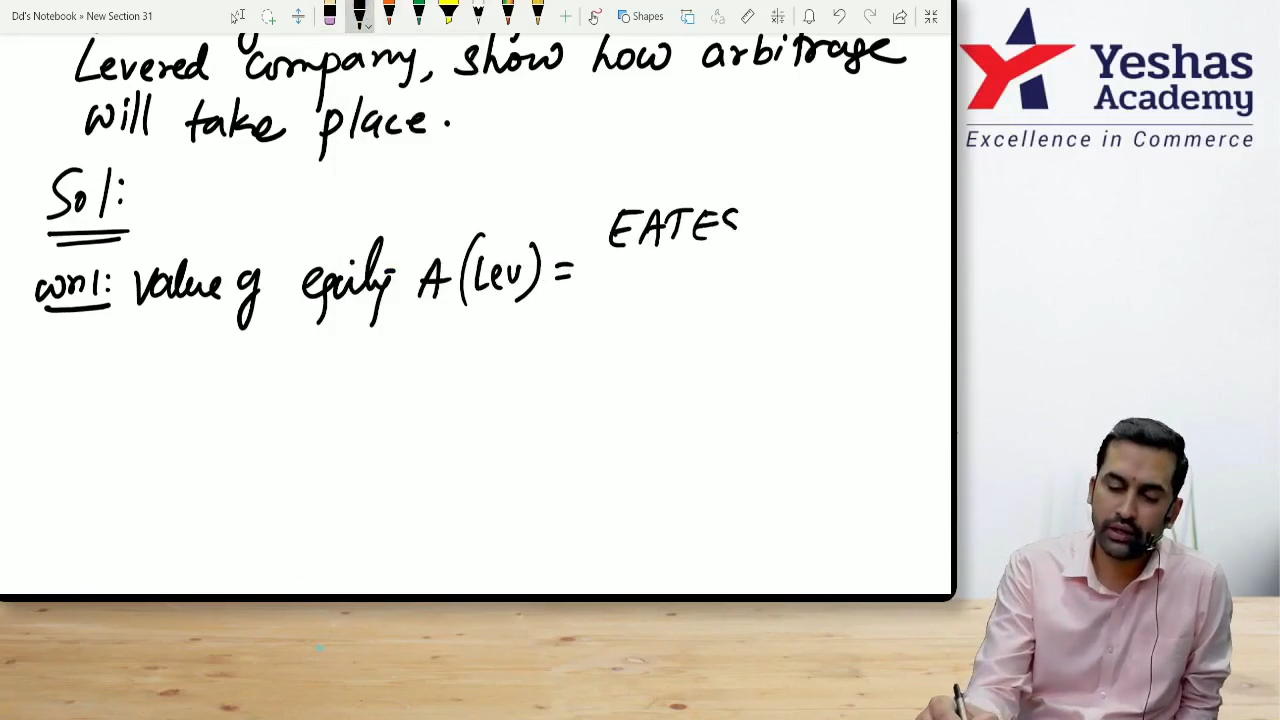 Dd's Notebook » New Section 31
Shapes
Levered company, show how arbitrage
will take place.
Sol:
wn1: value of equity A (Lev) =
EATES
Yeshas
Academy
Excellence in Commerce